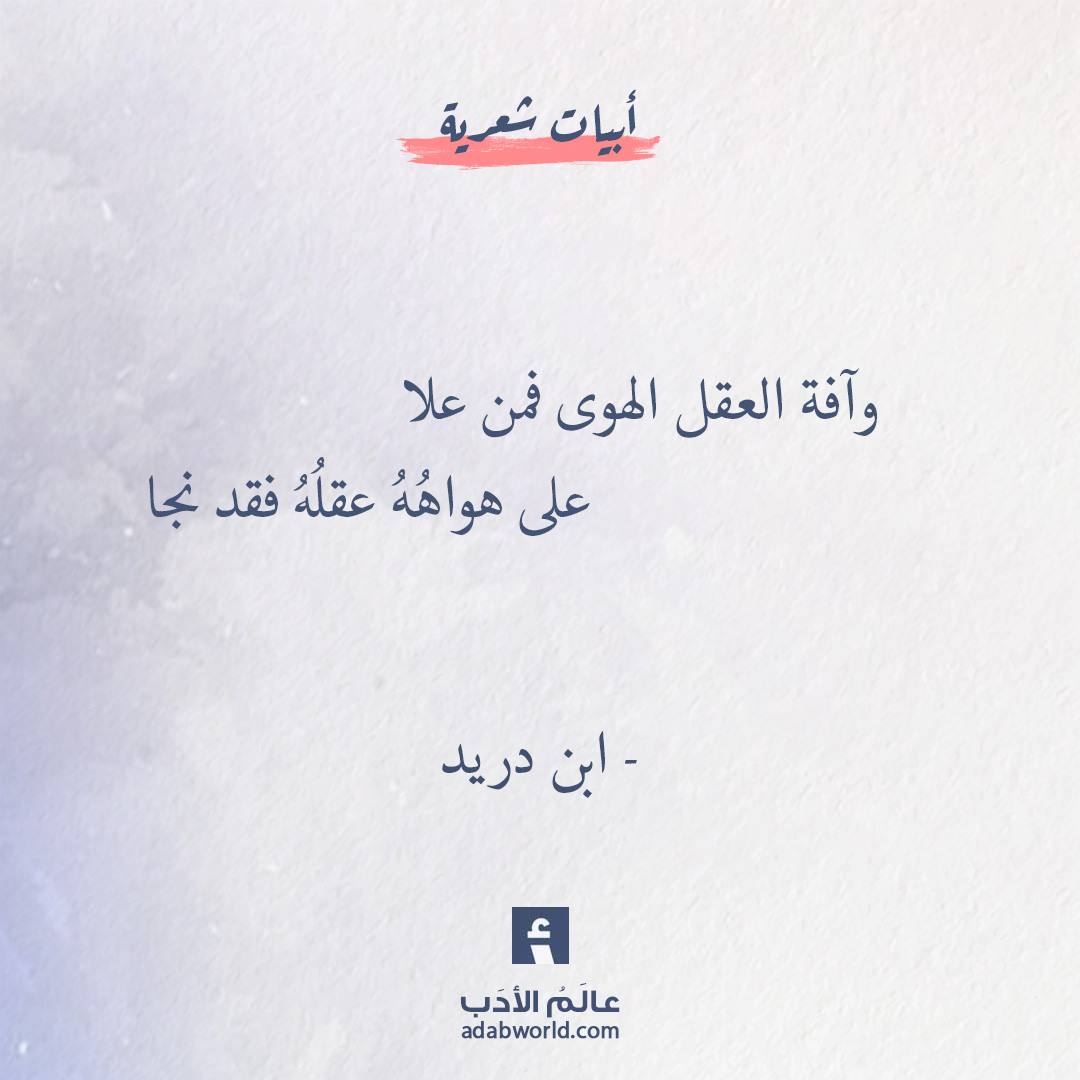 أبيات شعرية
وآفة العقل الهوى فمن علا
على هواهُهُ عقلُهُ فقد نجا
- ابن دريد
أ
عالَمُ الأدَب
adabworld.com